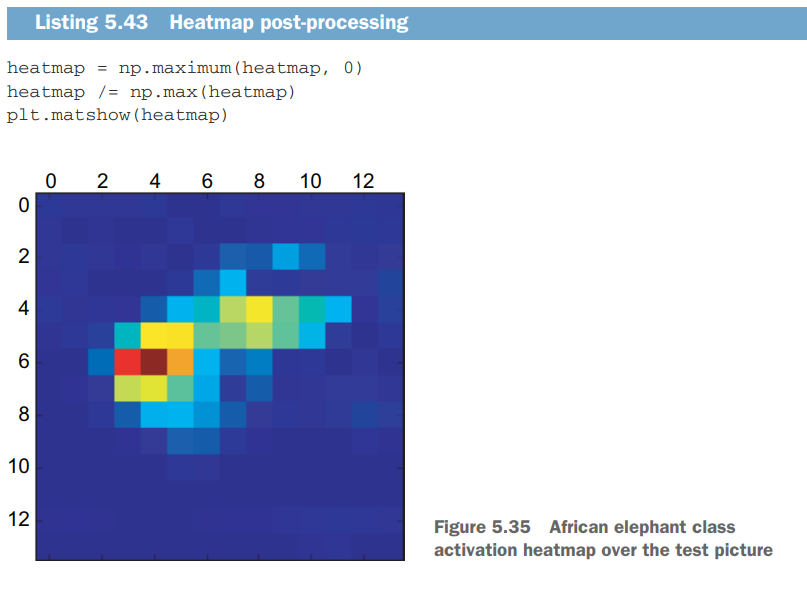 Listing 5.43 Heatmap post-processing
heatmap = np.maximum(heatmap, 0)
heatmap /= np.max(heatmap)
plt.matshow(heatmap)
0 2 4 6 8 10 12
0
2
4
6
8
10
12
Figure 5.35 African elephant class
activation heatmap over the test picture